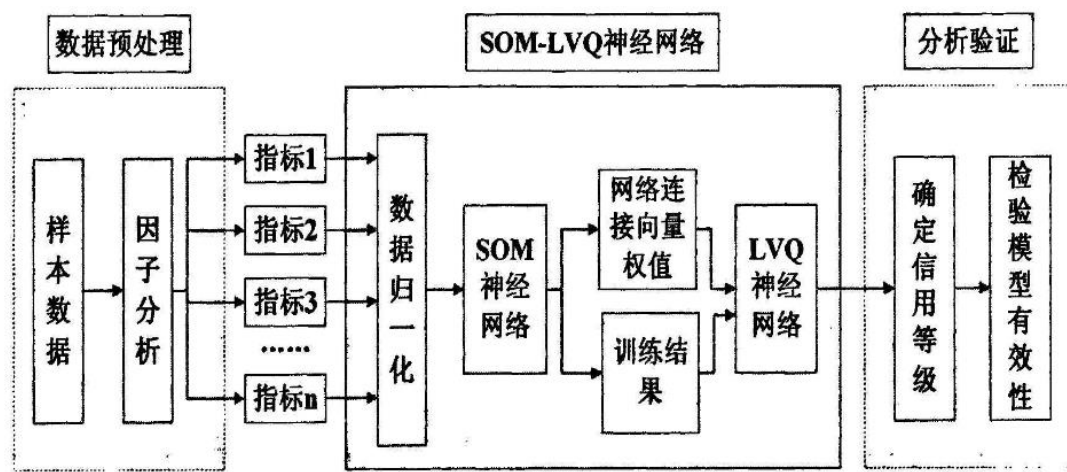 数据预处理
SOM-LVQ神经网络
分析验证
样本数据
因子分析
指标1
指标2
指标3
……
指标n
数据归一化
SOM
神经
网络
网络连
接向量
权值
训练结
果
LVQ
神经
网络
确定信用等级
检验模型有效性